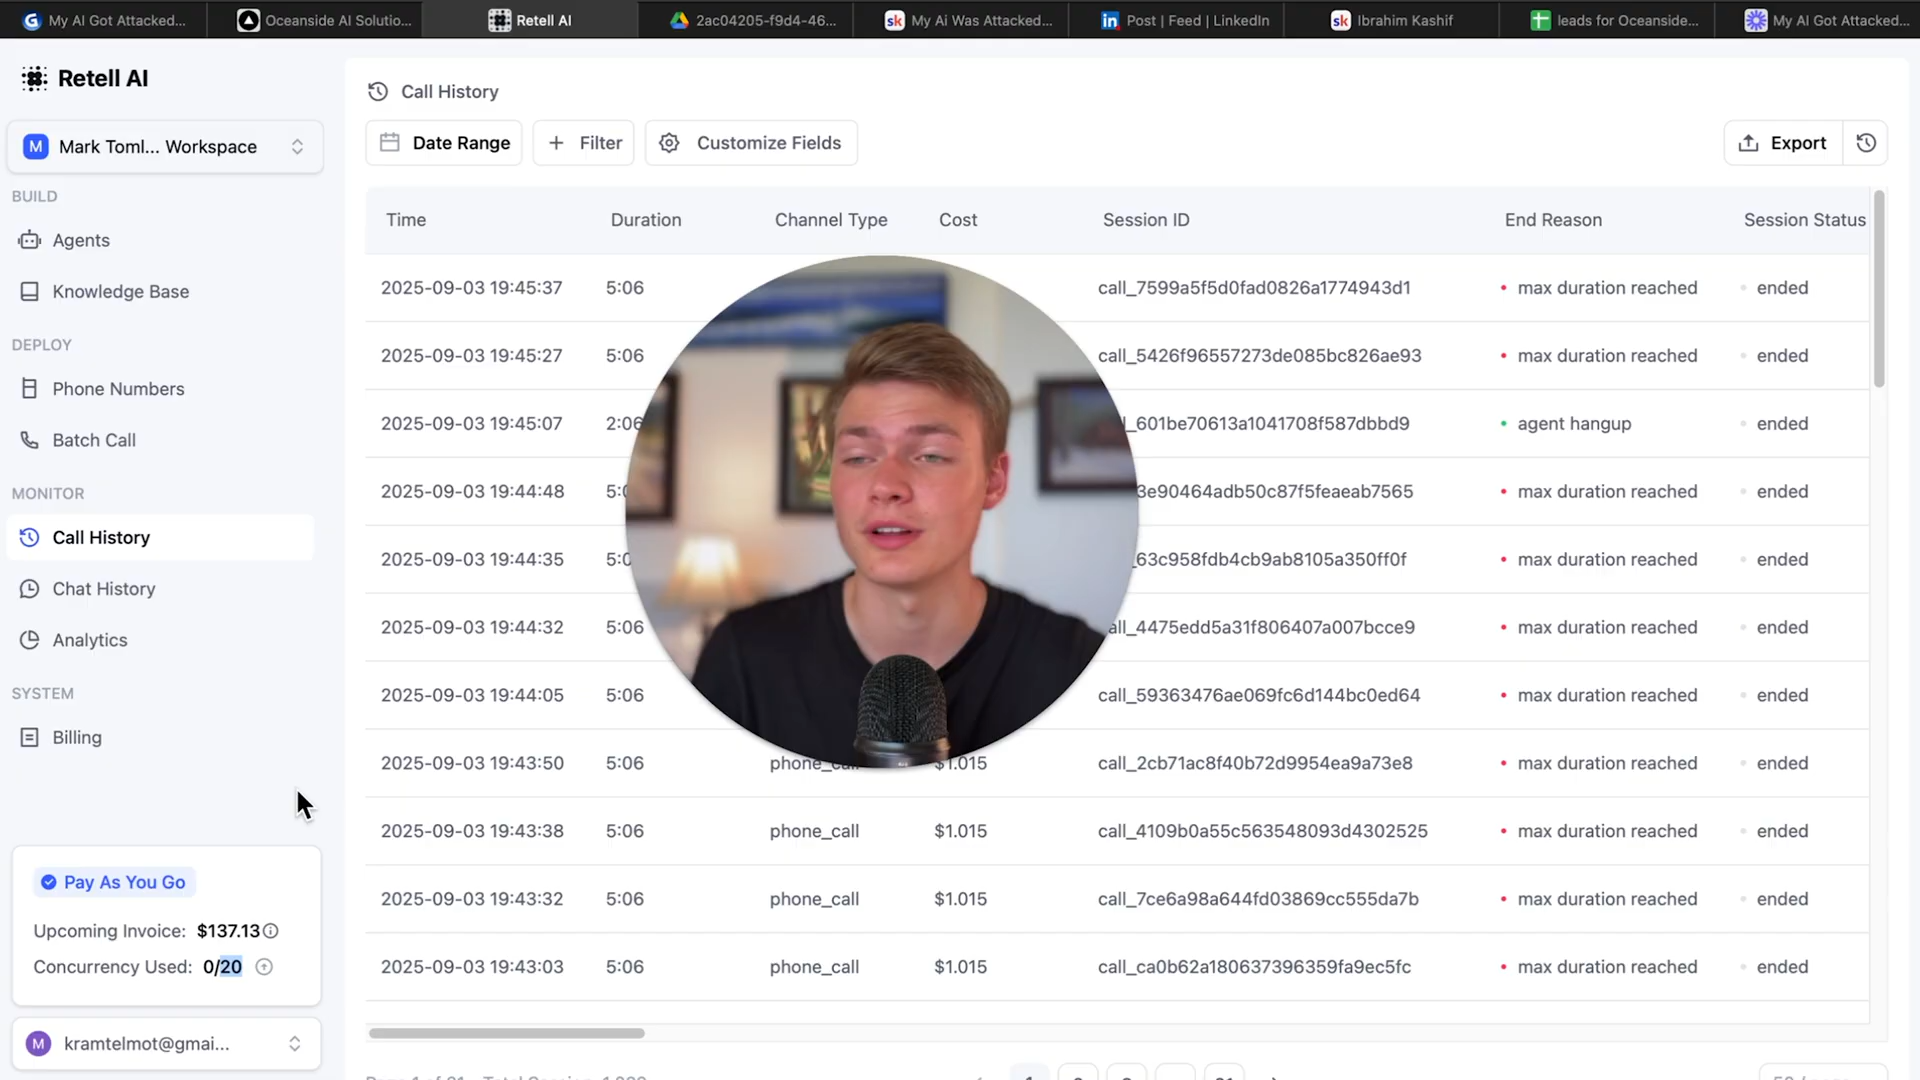 My AI Got Attacked...
Oceanside AI Solutio...
Retell AI
2ac04205-f9d4-46...
My Ai Was Attacked...
Post | Feed | LinkedIn
Ibrahim Kashif
leads for Oceanside...
My AI Got Attacked...
Retell AI
M Mark Toml... Workspace
BUILD
Agents
Knowledge Base
DEPLOY
Phone Numbers
Batch Call
MONITOR
Call History
Chat History
Analytics
SYSTEM
Billing
Pay As You Go
Upcoming Invoice: $137.13
Concurrency Used: 0/20
M kramtelmot@gmai...
Call History
Date Range
Filter
Customize Fields
Export
Time Duration Channel Type Cost Session ID End Reason Session Status
2025-09-03 19:45:37 5:06 call_7599a5f5d0fad0826a1774943d1 max duration reached ended
2025-09-03 19:45:27 5:06 call_5426f96557273de085bc826ae93 max duration reached ended
2025-09-03 19:45:07 2:06 _601be70613a1041708f587dbbd9 agent hangup ended
2025-09-03 19:44:48 3e90464adb50c87f5feaeab7565 max duration reached ended
2025-09-03 19:44:35 _63c958fdb4cb9ab8105a350ff0f max duration reached ended
2025-09-03 19:44:32 5:06 all_4475edd5a31f806407a007bcce9 max duration reached ended
2025-09-03 19:44:05 5:06 call_59363476ae069fc6d144bc0ed64 max duration reached ended
2025-09-03 19:43:50 5:06 phone_call $1.015 call_2cb71ac8f40b72d9954ea9a73e8 max duration reached ended
2025-09-03 19:43:38 5:06 phone_call $1.015 call_4109b0a55c563548093d4302525 max duration reached ended
2025-09-03 19:43:32 5:06 phone_call $1.015 call_7ce6a98a644fd03869cc555da7b max duration reached ended
2025-09-03 19:43:03 5:06 phone_call $1.015 call_ca0b62a180637396359fa9ec5fc max duration reached ended